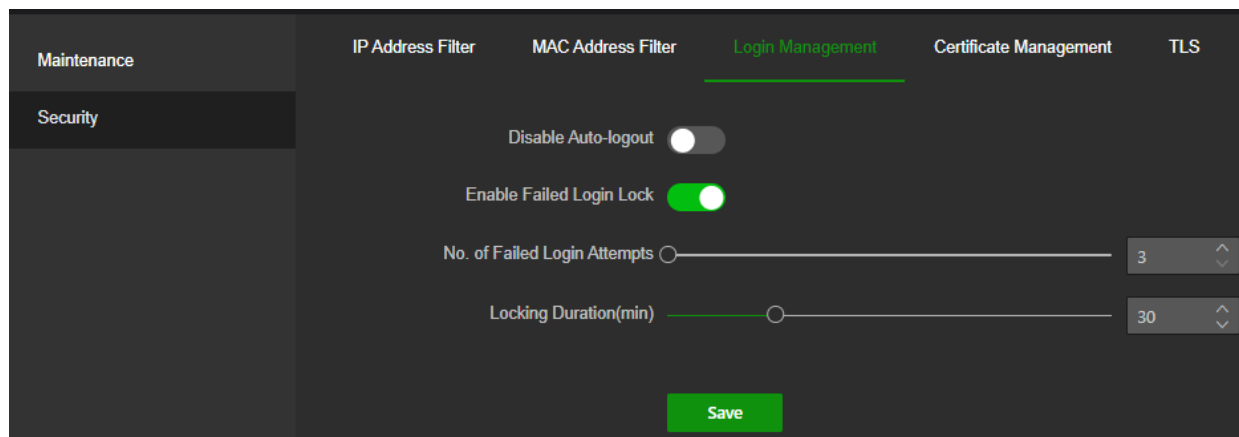 Maintenance
Security
IP Address Filter MAC Address Filter Login Management Certificate Management TLS
Disable Auto-logout
Enable Failed Login Lock
No. of Failed Login Attempts 3
Locking Duration(min) 30
Save